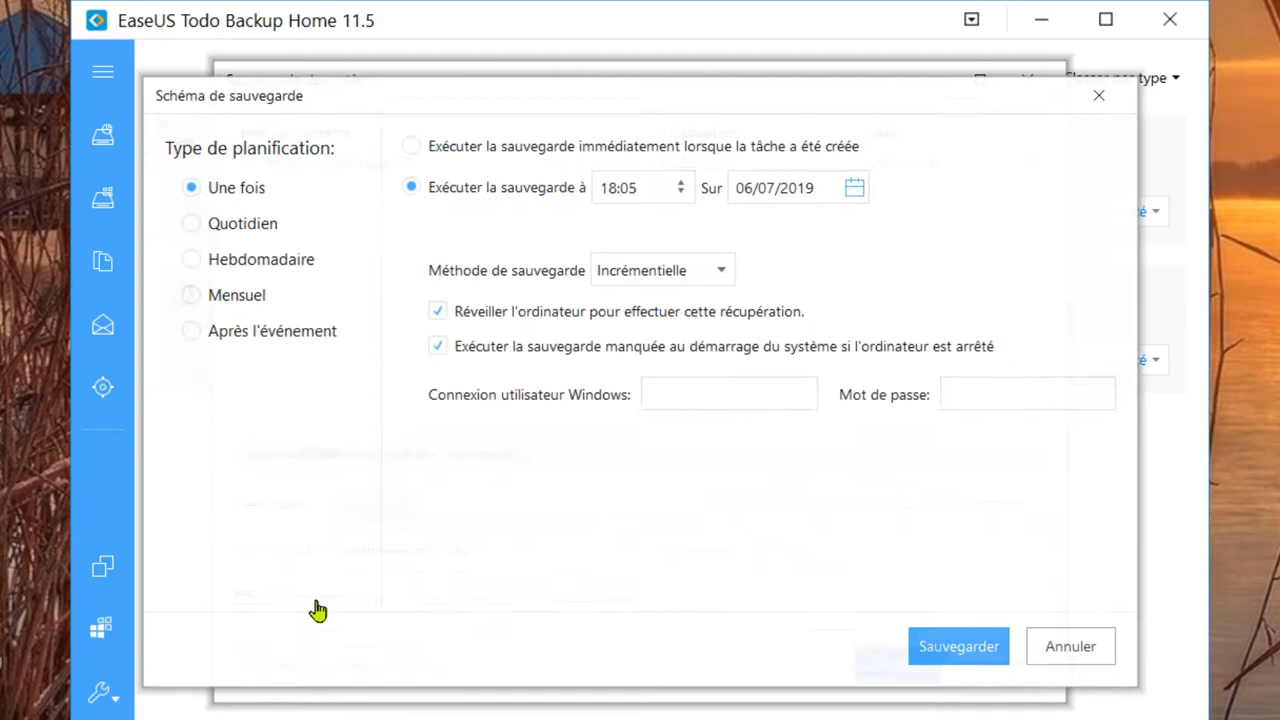 EaseUS Todo Backup Home 11.5
Schéma de sauvegarde
Type de planification:
Une fois
Quotidien
Hebdomadaire
Mensuel
Après l'événement
Exécuter la sauvegarde immédiatement lorsque la tâche a été créée
Exécuter la sauvegarde à 18:05 Sur 06/07/2019
Méthode de sauvegarde Incrémentielle
Réveiller l'ordinateur pour effectuer cette récupération.
Exécuter la sauvegarde manquée au démarrage du système si l'ordinateur est arrêté
Connexion utilisateur Windows: Mot de passe:
Sauvegarder Annuler